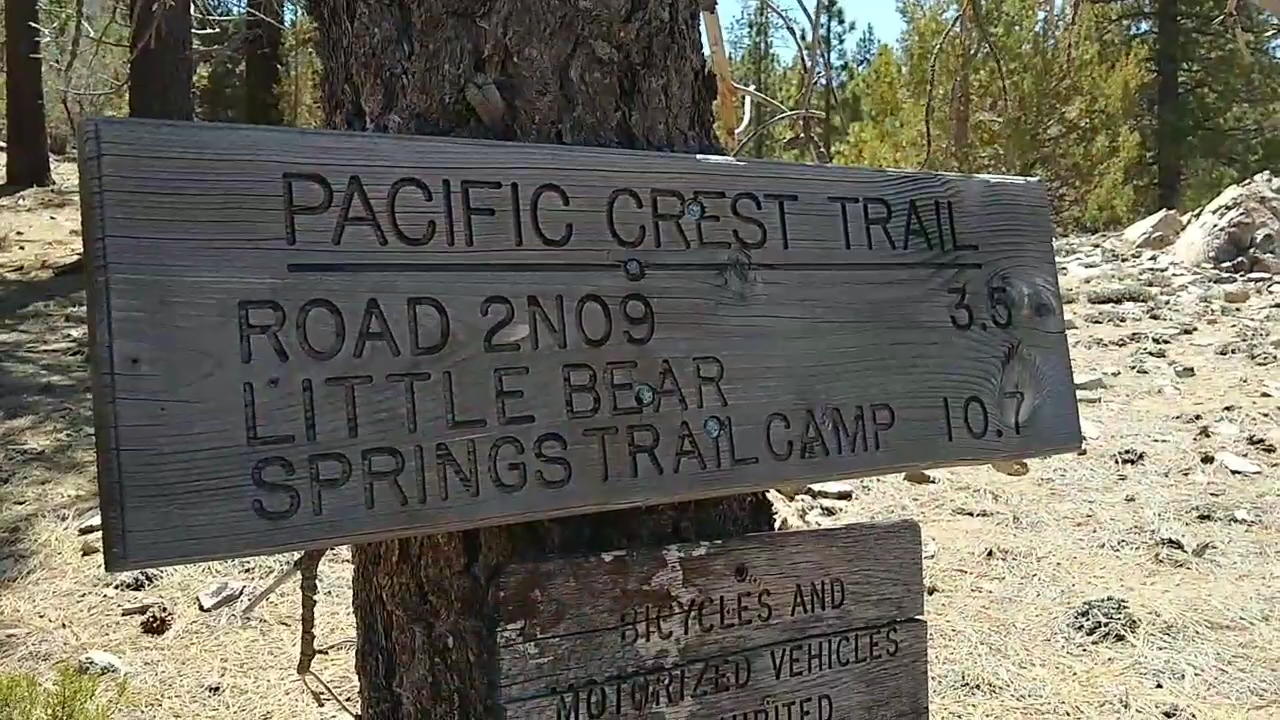 PACIFIC CREST TRAIL
ROAD 2N09 3.5
LITTLE BEAR
SPRINGS TRAIL CAMP 10.7
BICYCLES AND
MOTORIZED VEHICLES